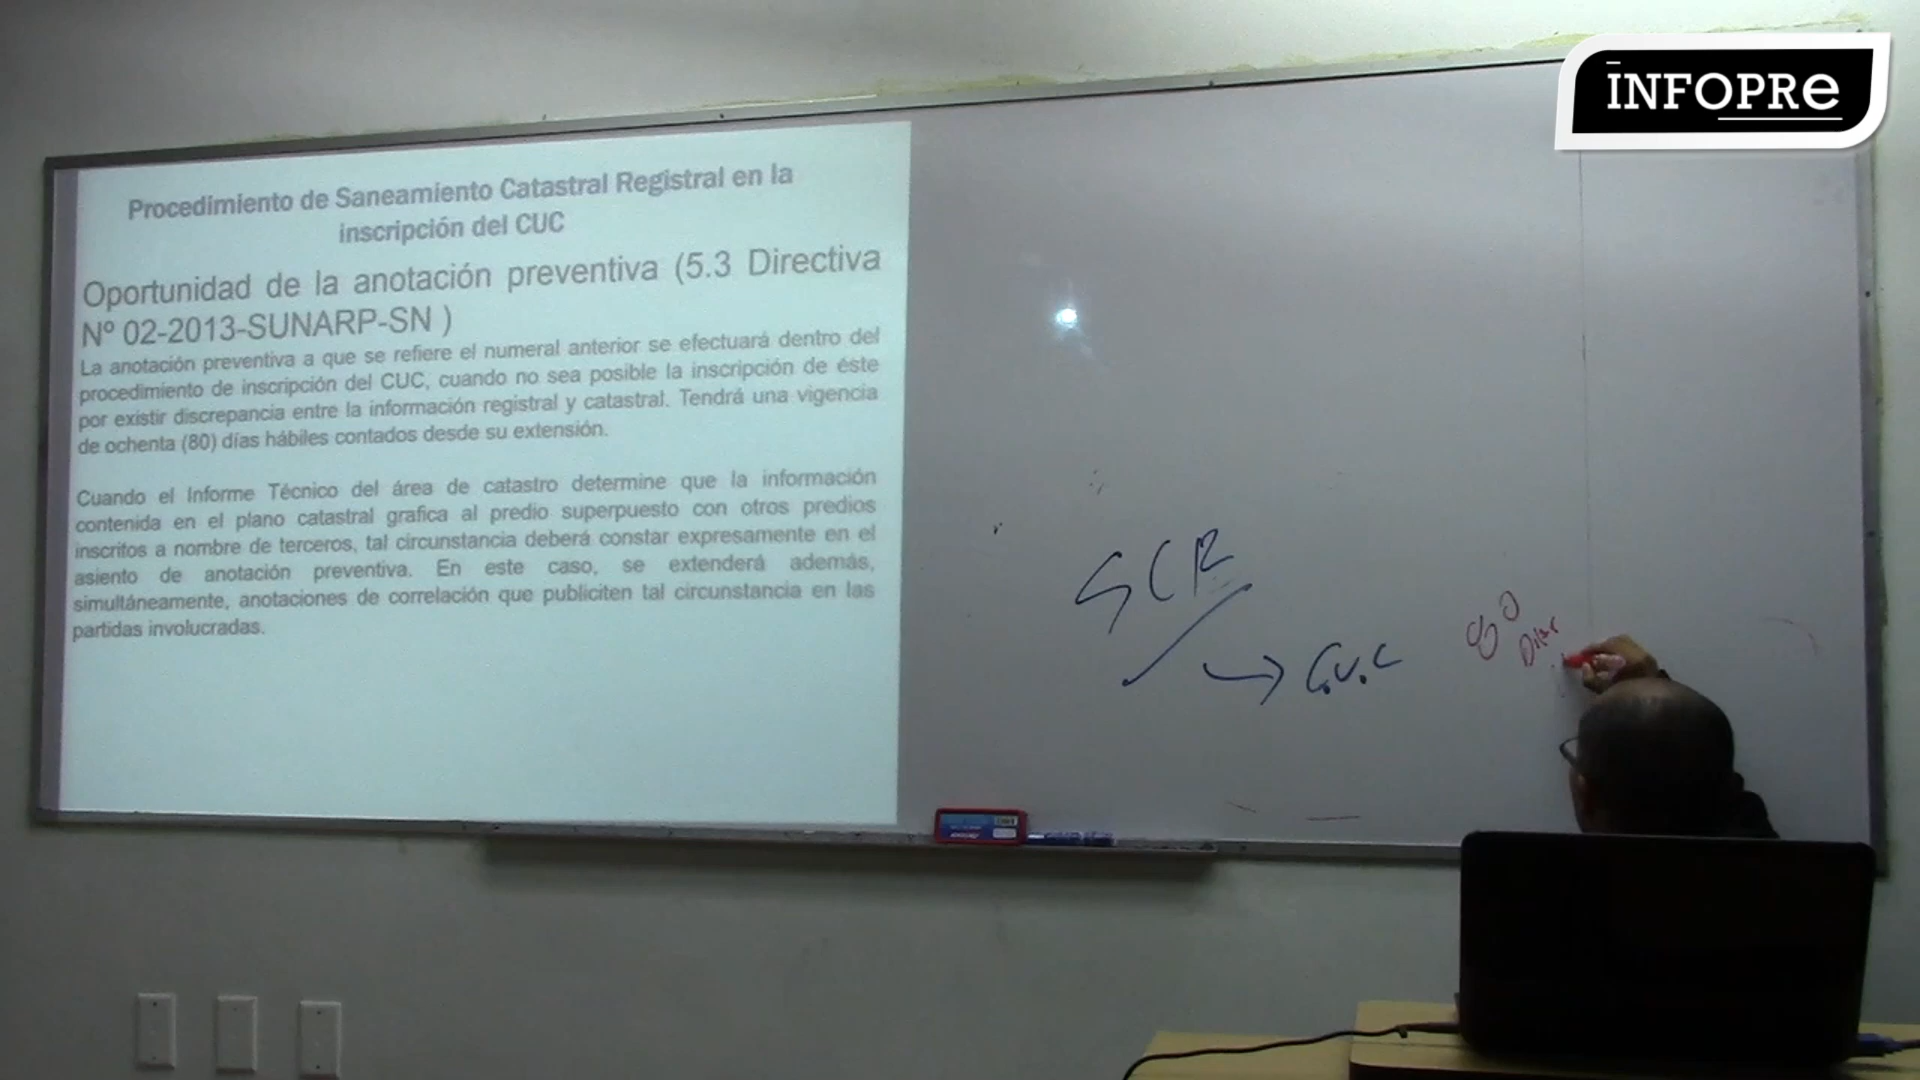 INFOPRe
Procedimiento de Saneamiento Catastral Registral en la
inscripción del CUC
Oportunidad de la anotación preventiva (5.3 Directiva
Nº 02-2013-SUNARP-SN )
La anotación preventiva a que se refiere el numeral anterior se efectuará dentro del
procedimiento de inscripción del CUC, cuando no sea posible la inscripción de éste
por existir discrepancia entre la información registral y catastral. Tendrá una vigencia
de ochenta (80) días hábiles contados desde su extensión.
Cuando el Informe Técnico del área de catastro determine que la información
contenida en el plano catastral grafica al predio superpuesto con otros predios
inscritos a nombre de terceros, tal circunstancia deberá constar expresamente en el
asiento de anotación preventiva. En este caso, se extenderá además,
simultáneamente, anotaciones de correlación que publiciten tal circunstancia en las
partidas involucradas.
SCR
→ C.U.C
80